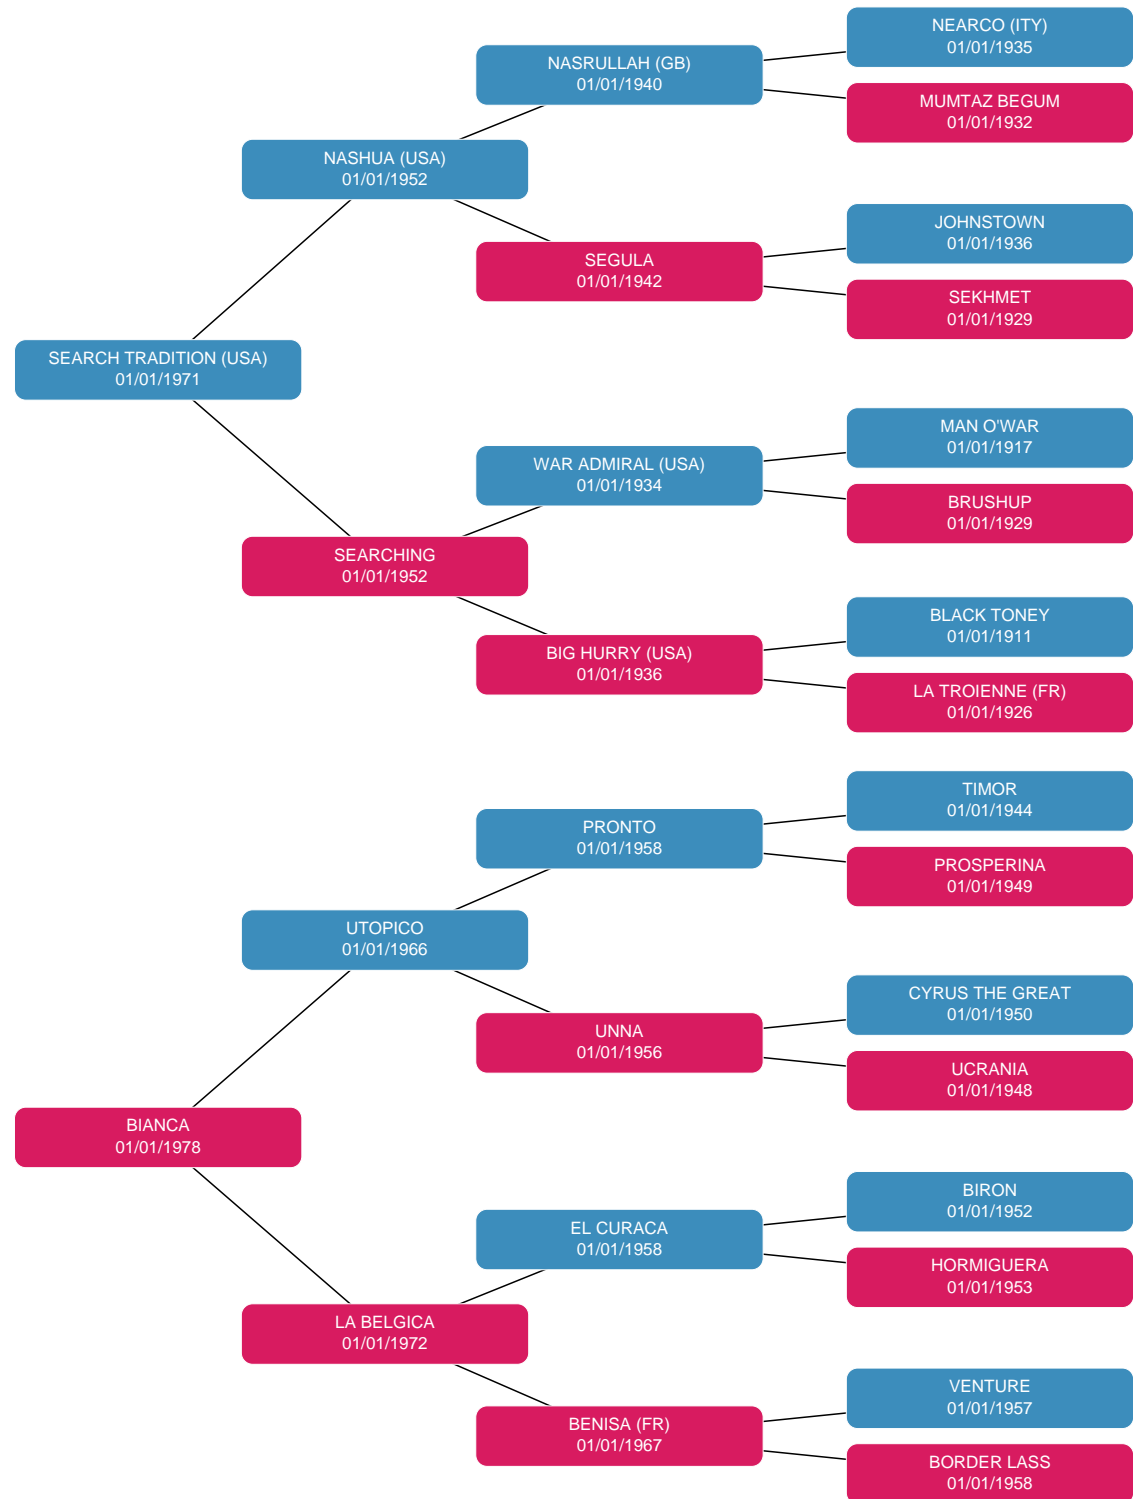 NEARCO (ITY)
01/01/1935
NASRULLAH (GB)
01/01/1940
MUMTAZ BEGUM
01/01/1932
NASHUA (USA)
01/01/1952
JOHNSTOWN
01/01/1936
SEGULA
01/01/1942
SEKHMET
01/01/1929
SEARCH TRADITION (USA)
01/01/1971
MAN O'WAR
01/01/1917
WAR ADMIRAL (USA)
01/01/1934
BRUSHUP
01/01/1929
SEARCHING
01/01/1952
BLACK TONEY
01/01/1911
BIG HURRY (USA)
01/01/1936
LA TROIENNE (FR)
01/01/1926
TIMOR
01/01/1944
PRONTO
01/01/1958
PROSPERINA
01/01/1949
UTOPICO
01/01/1966
CYRUS THE GREAT
01/01/1950
UNNA
01/01/1956
UCRANIA
01/01/1948
BIANCA
01/01/1978
BIRON
01/01/1952
EL CURACA
01/01/1958
HORMIGUERA
01/01/1953
LA BELGICA
01/01/1972
VENTURE
01/01/1957
BENISA (FR)
01/01/1967
BORDER LASS
01/01/1958